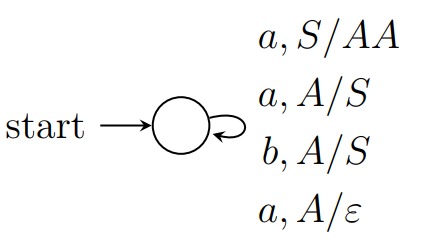 a, S/AA
a, A/S
start
b, A/S
a, A/ε